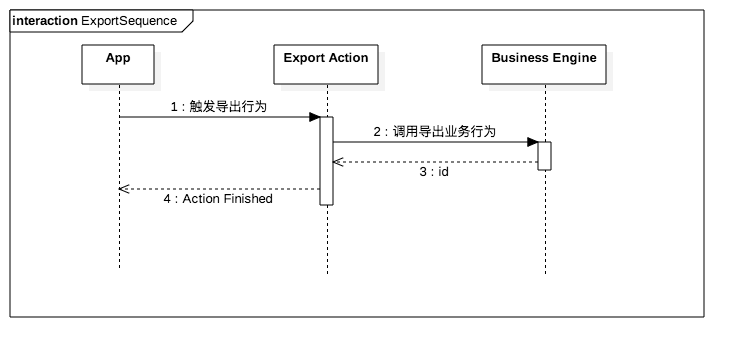 interaction ExportSequence
App
Export Action
Business Engine
1 : 触发导出行为
2 : 调用导出业务行为
3 : id
4 : Action Finished